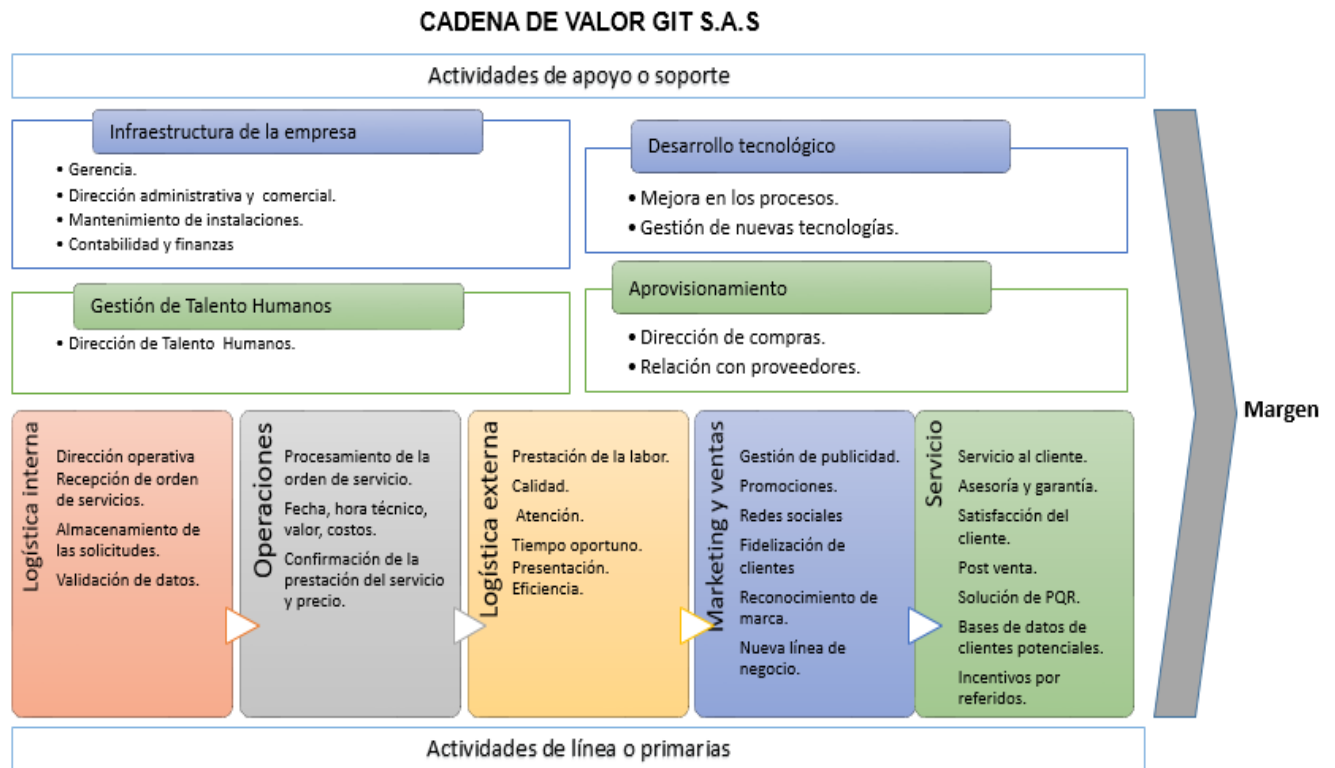 CADENA DE VALOR GIT S.A.S
Actividades de apoyo o soporte
Infraestructura de la empresa
• Gerencia.
• Dirección administrativa y comercial.
• Mantenimiento de instalaciones.
• Contabilidad y finanzas
Desarrollo tecnológico
• Mejora en los procesos.
• Gestión de nuevas tecnologías.
Gestión de Talento Humanos
• Dirección de Talento Humanos.
Aprovisionamiento
• Dirección de compras.
• Relación con proveedores.
Logística interna
Dirección operativa
Recepción de orden
de servicios.
Almacenamiento de
las solicitudes.
Validación de datos.
Operaciones
Procesamiento de la
orden de servicio.
Fecha, hora técnico,
valor, costos.
Confirmación de la
prestación del servicio
y precio.
Logística externa
Prestación de la labor.
Calidad.
Atención.
Tiempo oportuno.
Presentación.
Eficiencia.
Marketing y ventas
Gestión de publicidad.
Promociones.
Redes sociales
Fidelización de
clientes
Reconocimiento de
marca.
Nueva línea de
negocio.
Servicio
Servicio al cliente.
Asesoría y garantía.
Satisfacción del
cliente.
Post venta.
Solución de PQR.
Bases de datos de
clientes potenciales.
Incentivos por
referidos.
Margen
Actividades de línea o primarias